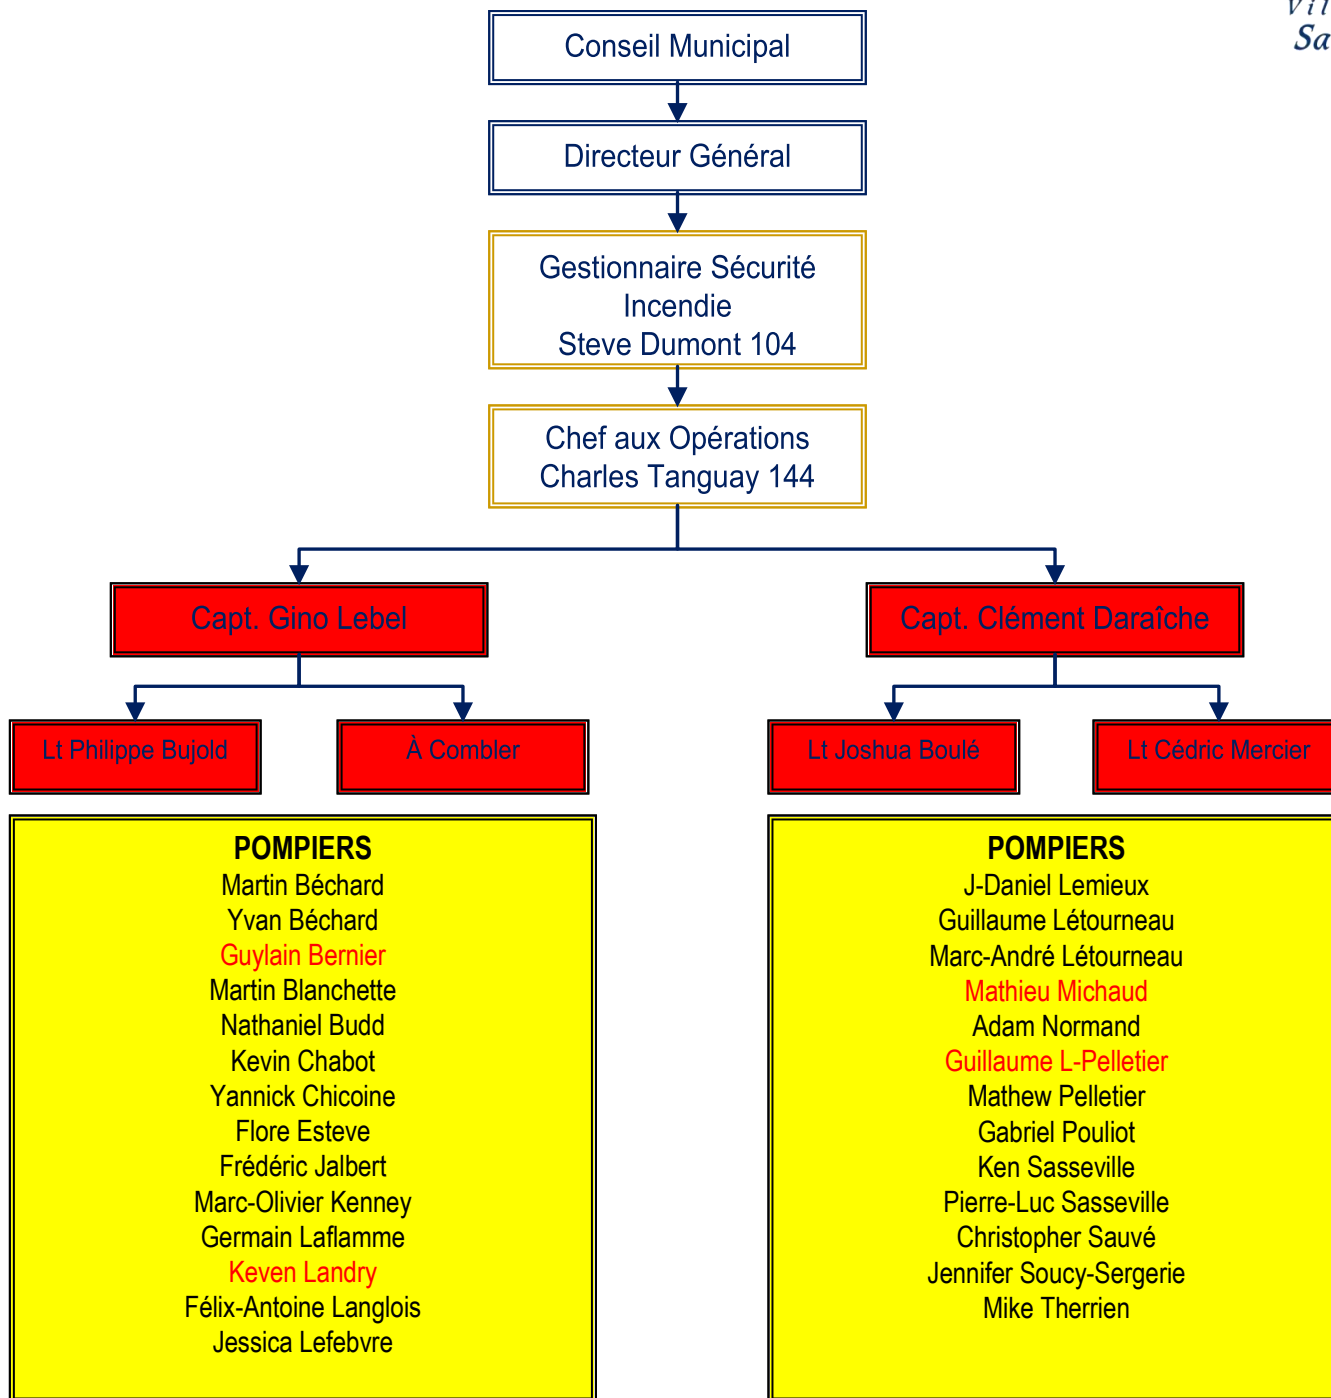 Conseil Municipal
Directeur Général
Gestionnaire Sécurité
Incendie
Steve Dumont 104
Chef aux Opérations
Charles Tanguay 144
Capt. Gino Lebel
Capt. Clément Daraîche
Lt Philippe Bujold
À Combler
Lt Joshua Boulé
Lt Cédric Mercier
POMPIERS
Martin Béchard
Yvan Béchard
Guylain Bernier
Martin Blanchette
Nathaniel Budd
Kevin Chabot
Yannick Chicoine
Flore Esteve
Frédéric Jalbert
Marc-Olivier Kenney
Germain Laflamme
Keven Landry
Félix-Antoine Langlois
Jessica Lefebvre
POMPIERS
J-Daniel Lemieux
Guillaume Létourneau
Marc-André Létourneau
Mathieu Michaud
Adam Normand
Guillaume L-Pelletier
Mathew Pelletier
Gabriel Pouliot
Ken Sasseville
Pierre-Luc Sasseville
Christopher Sauvé
Jennifer Soucy-Sergerie
Mike Therrien